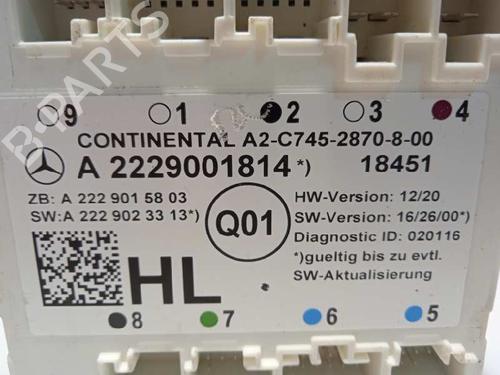 B-PARTS
9 1 2 3 4
CONTINENTAL A2-C745-2870-8-00
A 2229001814*) 18451
ZB: A 222 901 58 03
SW:A 222 902 33 13*)
Q01
HW-Version: 12/20
SW-Version: 16/26/00*)
Diagnostic ID: 020116
*)gueltig bis zu evtl.
SW-Aktualisierung
HL
8 7 6 5